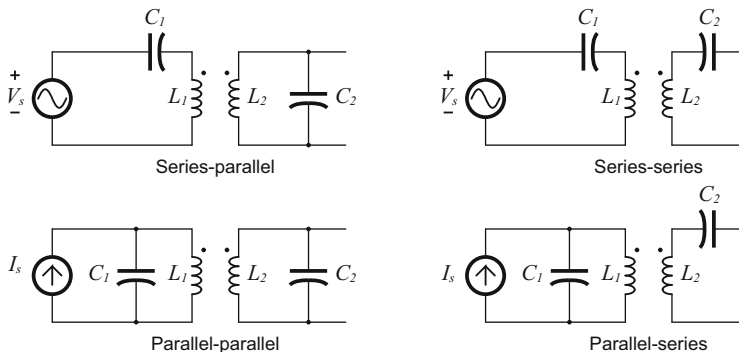 C1
C2
+
Vs
−
L1
L2
C2
Series-parallel
C1
+
Vs
−
L1
L2
Series-series
Is
C1
L1
L2
C2
Parallel-parallel
C2
Is
C1
L1
L2
Parallel-series